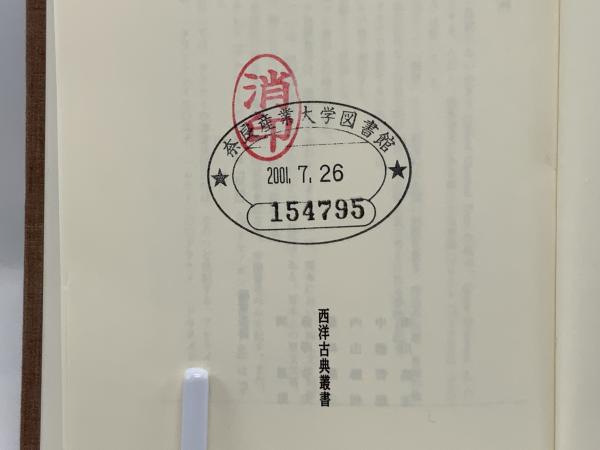 消印
奈良産業大学図書館
★ 2001. 7. 26 ★
154795
西洋古典叢書